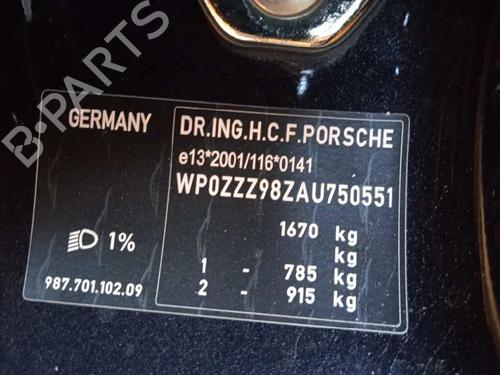 B-PARTS
GERMANY
DR.ING.H.C.F.PORSCHE
e13*2001/116*0141
WP0ZZZ98ZAU750551
1670 kg
kg
1 - 785 kg
2 - 915 kg
1%
987.701.102.09